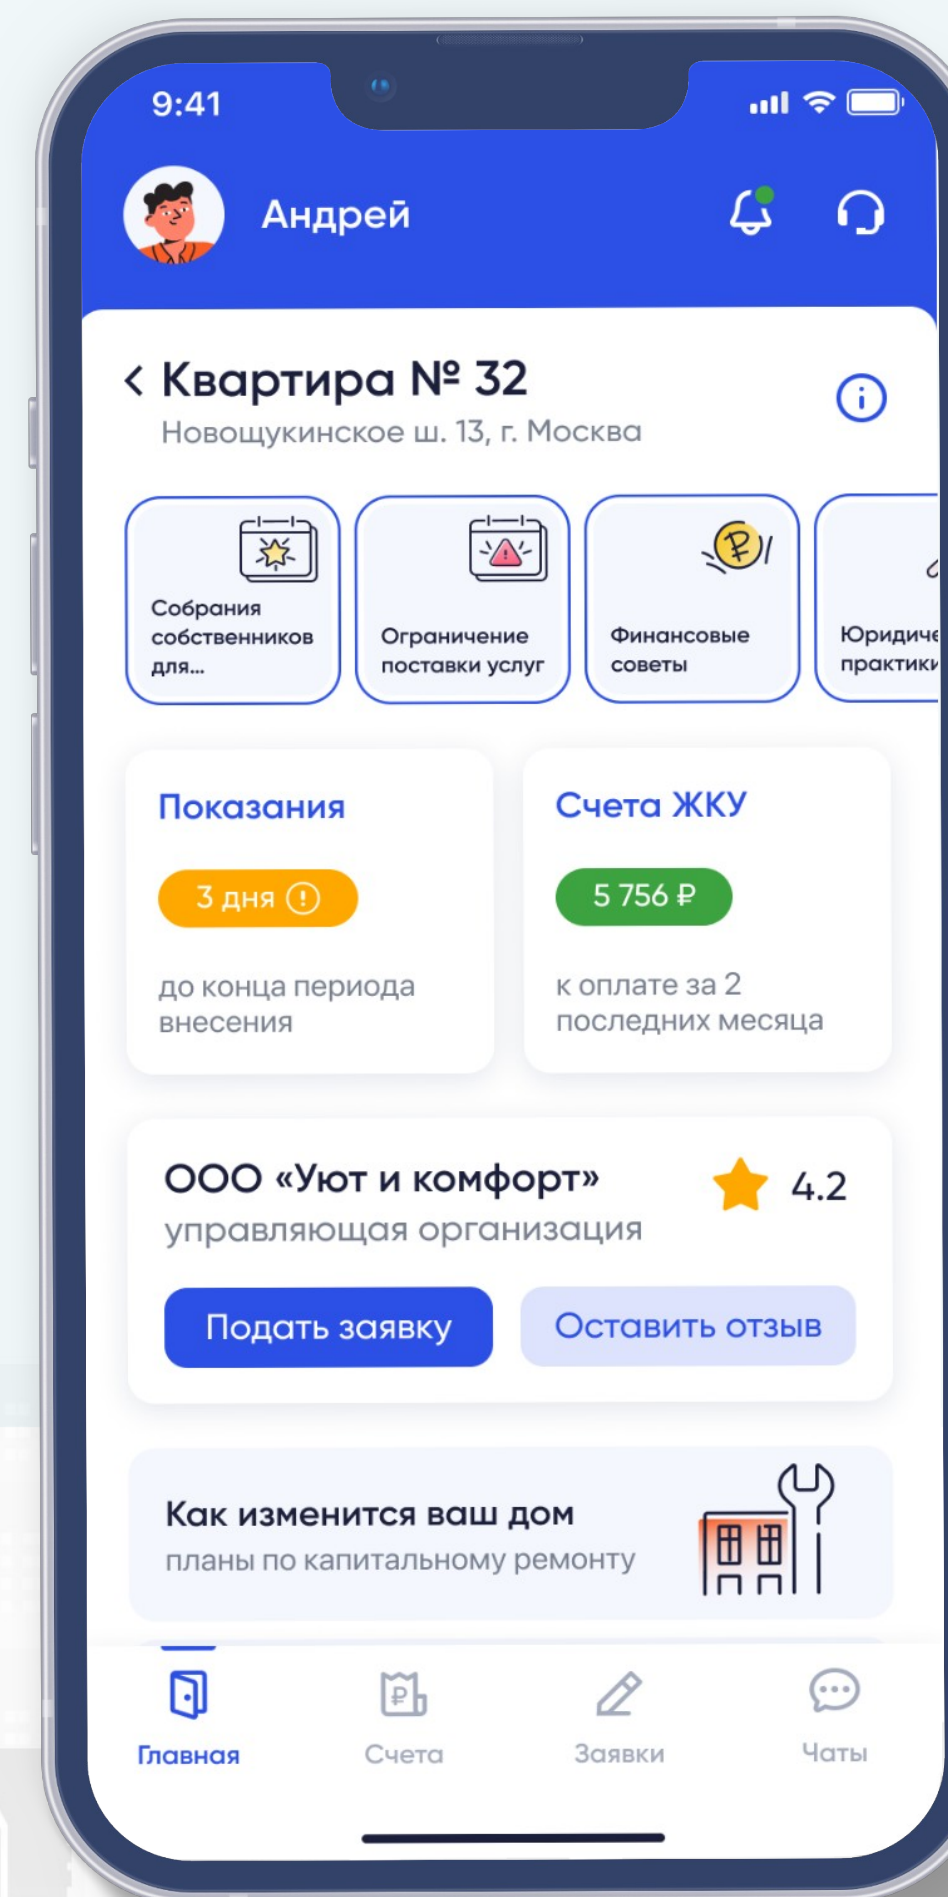 9:41
Андрей
Квартира № 32
Новощукинское ш. 13, г. Москва
Собрания
собственников
для...
Ограничение
поставки услуг
Финансовые
советы
Юридиче
практики
Показания
3 дня
до конца периода
внесения
Счета ЖКУ
5 756 ₽
к оплате за 2
последних месяца
ООО «Уют и комфорт»
4.2
управляющая организация
Подать заявку
Оставить отзыв
Как изменится ваш дом
планы по капитальному ремонту
Главная
Счета
Заявки
Чаты